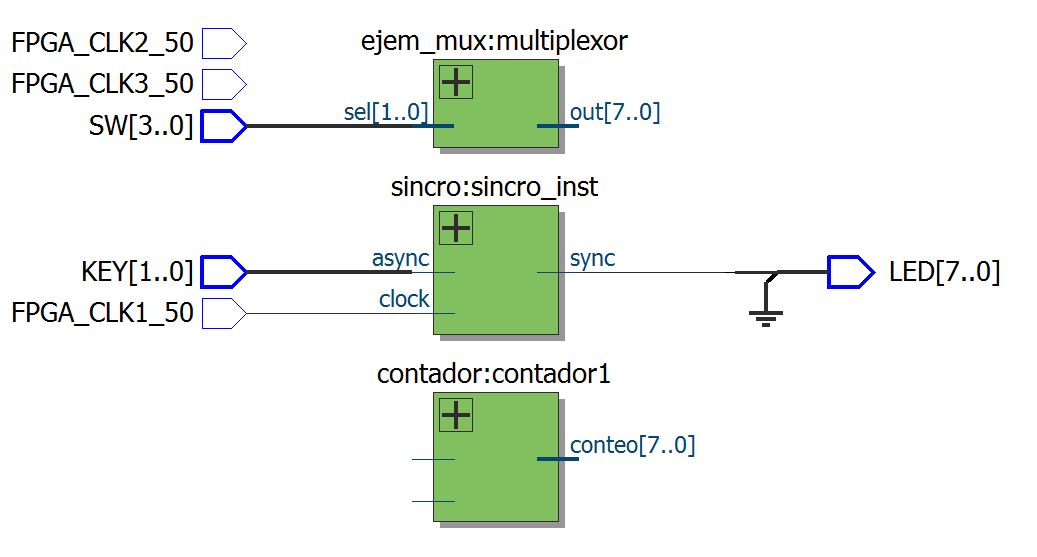 FPGA_CLK2_50
ejem_mux:multiplexor
FPGA_CLK3_50
SW[3..0]
sel[1..0]
out[7..0]
sincro:sincro_inst
KEY[1..0]
async
sync
LED[7..0]
FPGA_CLK1_50
clock
contador:contador1
conteo[7..0]